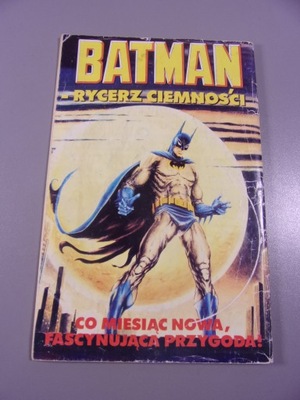 BATMAN
- RYCERZ CIEMNOŚCI
CO MIESIĄC NOWA,
FASCYNUJĄCA PRZYGODA!